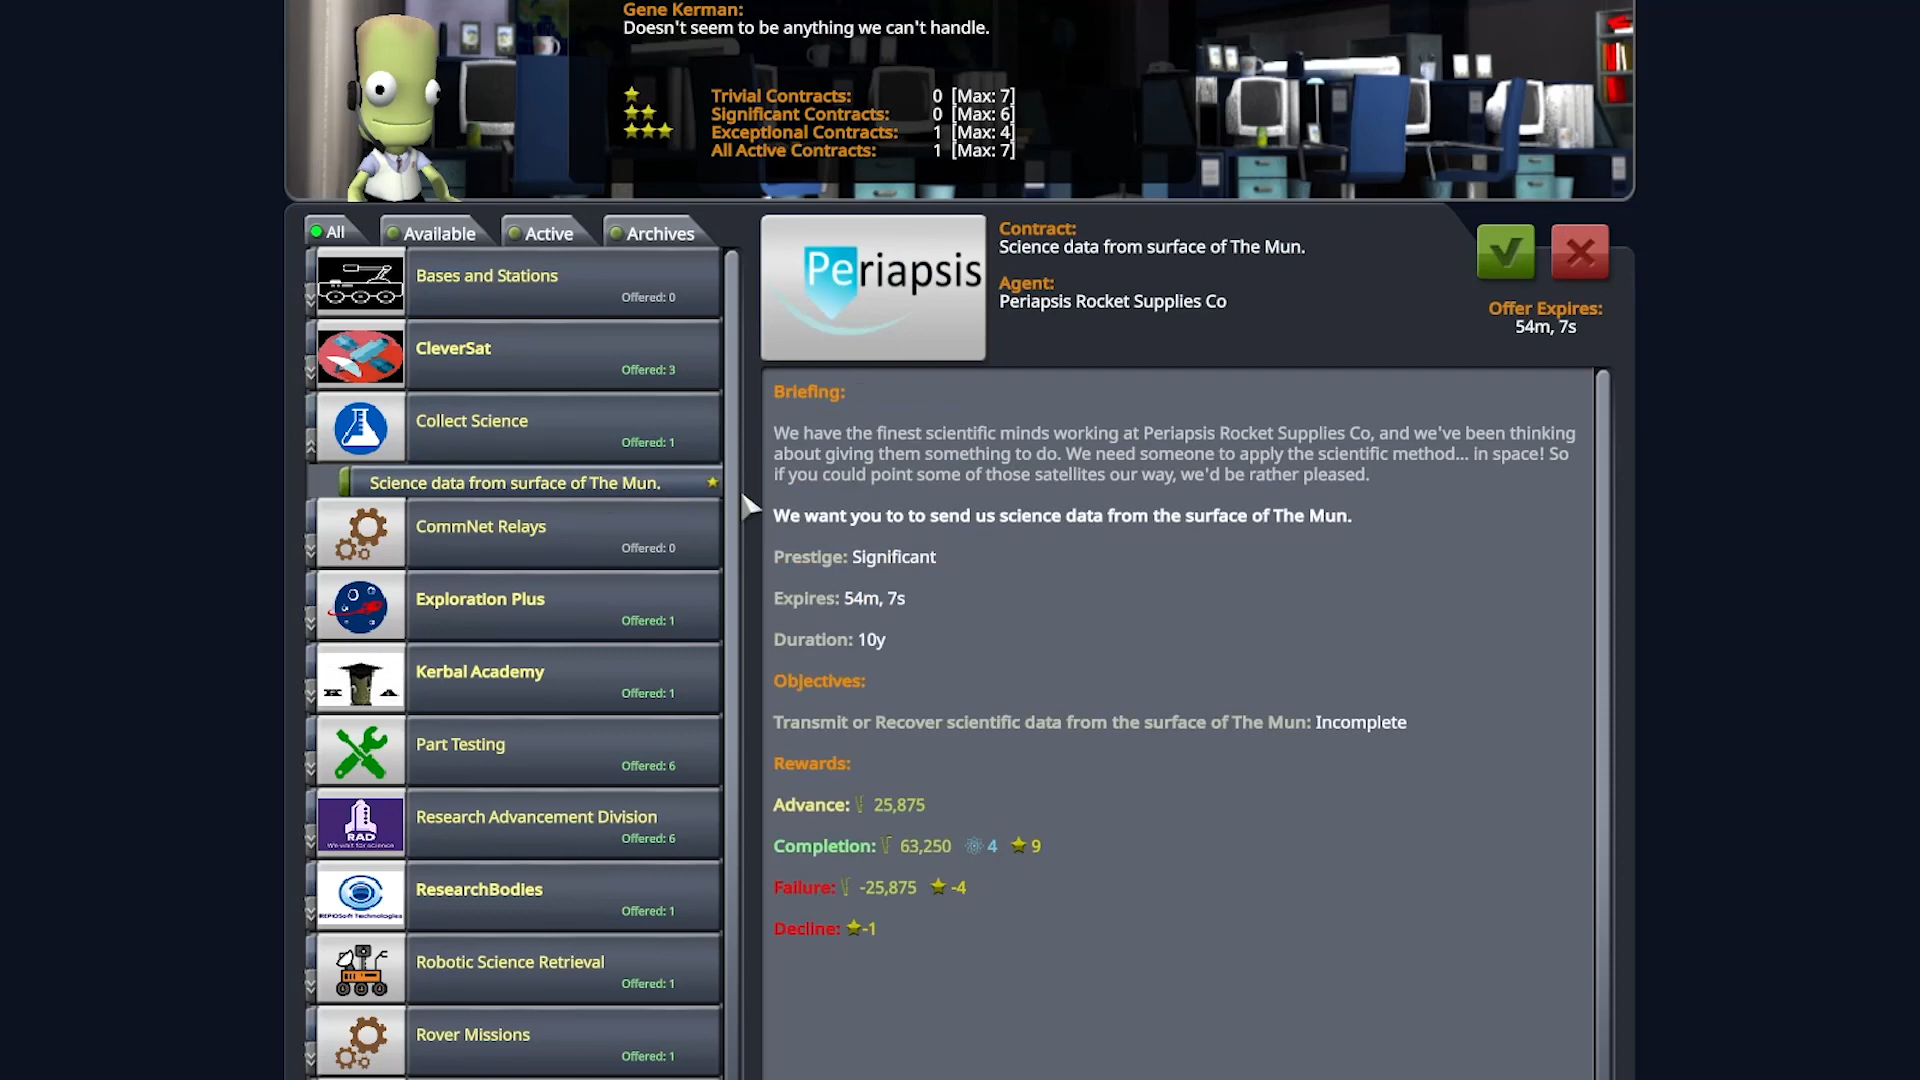 Gene Kerman:
Doesn't seem to be anything we can't handle.
Trivial Contracts: 0 [Max: 7]
Significant Contracts: 0 [Max: 6]
Exceptional Contracts: 1 [Max: 4]
All Active Contracts: 1 [Max: 7]
All
Available
Active
Archives
Bases and Stations
Offered: 0
CleverSat
Offered: 3
Collect Science
Offered: 1
Science data from surface of The Mun.
CommNet Relays
Offered: 0
Exploration Plus
Offered: 1
K A
Kerbal Academy
Offered: 1
Part Testing
Offered: 6
RAD
We wait for science
Research Advancement Division
Offered: 6
REPOSoft Technologies
ResearchBodies
Offered: 1
Robotic Science Retrieval
Offered: 1
Rover Missions
Offered: 1
Periapsis
Contract:
Science data from surface of The Mun.
Agent:
Periapsis Rocket Supplies Co
Offer Expires:
54m, 7s
Briefing:
We have the finest scientific minds working at Periapsis Rocket Supplies Co, and we've been thinking
about giving them something to do. We need someone to apply the scientific method... in space! So
if you could point some of those satellites our way, we'd be rather pleased.
We want you to to send us science data from the surface of The Mun.
Prestige: Significant
Expires: 54m, 7s
Duration: 10y
Objectives:
Transmit or Recover scientific data from the surface of The Mun: Incomplete
Rewards:
Advance: 25,875
Completion: 63,250 4 9
Failure: -25,875 -4
Decline: -1